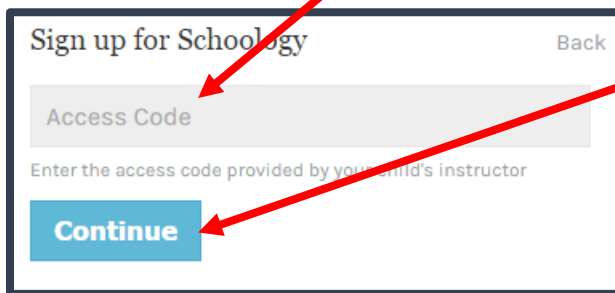 Sign up for Schoology Back
Access Code
Enter the access code provided by your child's instructor
Continue